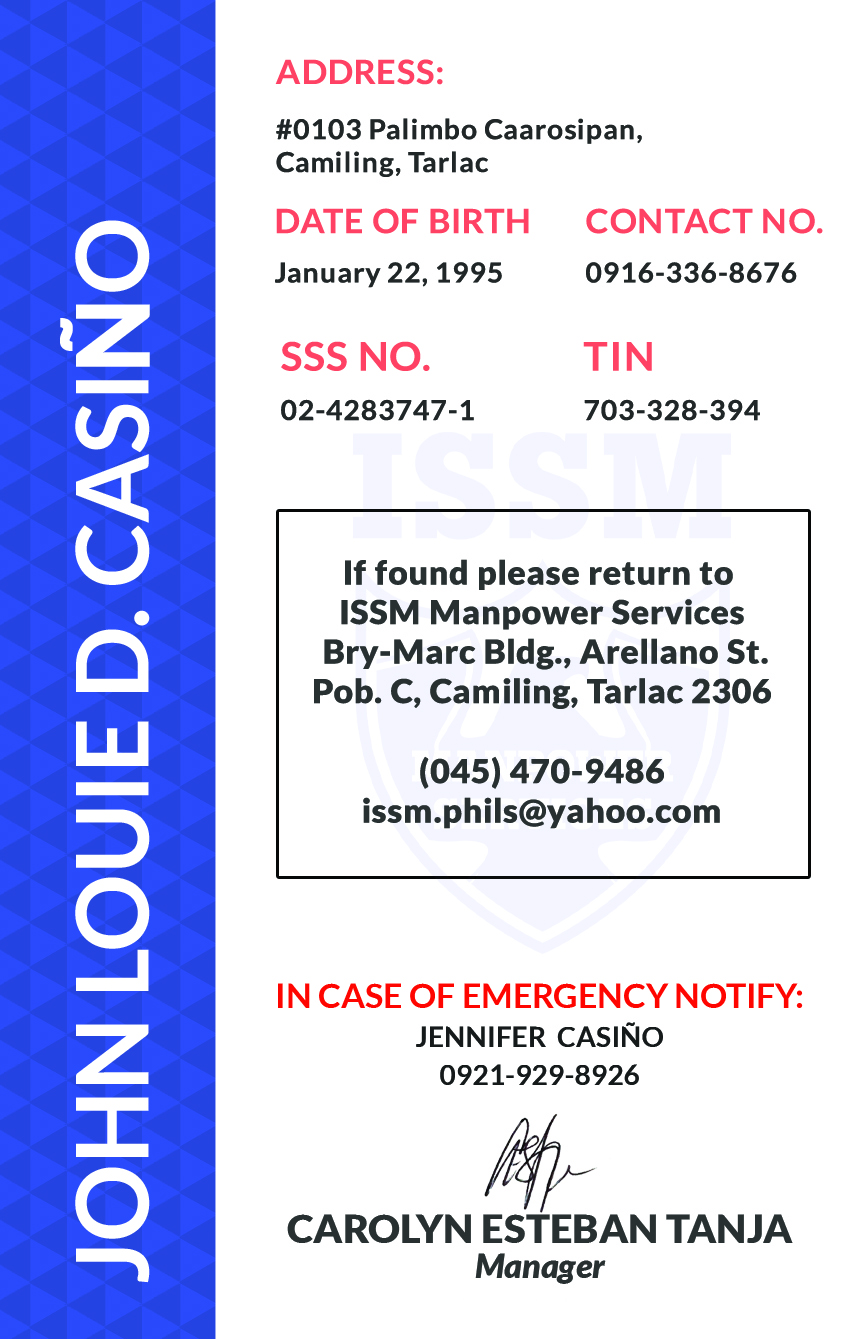 JOHN LOUIE D. CASIÑO
ADDRESS:
#0103 Palimbo Caarosipan,
Camiling, Tarlac
DATE OF BIRTH
January 22, 1995
CONTACT NO.
0916-336-8676
SSS NO.
02-4283747-1
TIN
703-328-394
ISSM
If found please return to
ISSM Manpower Services
Bry-Marc Bldg., Arellano St.
Pob. C, Camiling, Tarlac 2306
(045) 470-9486
issm.phils@yahoo.com
IN CASE OF EMERGENCY NOTIFY:
JENNIFER CASIÑO
0921-929-8926
CAROLYN ESTEBAN TANJA
Manager